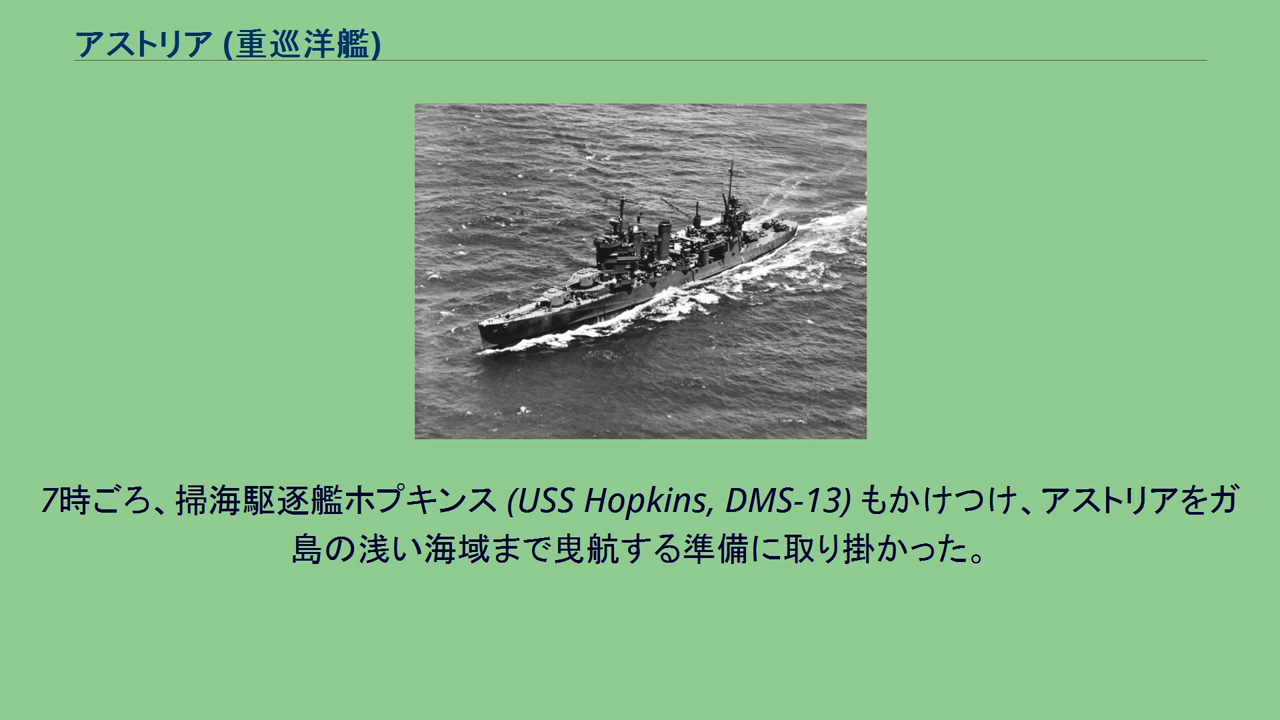 アストリア (重巡洋艦)
7時ごろ、掃海駆逐艦ホプキンス (USS Hopkins, DMS-13) もかけつけ、アストリアをガ
島の浅い海域まで曳航する準備に取り掛かった。